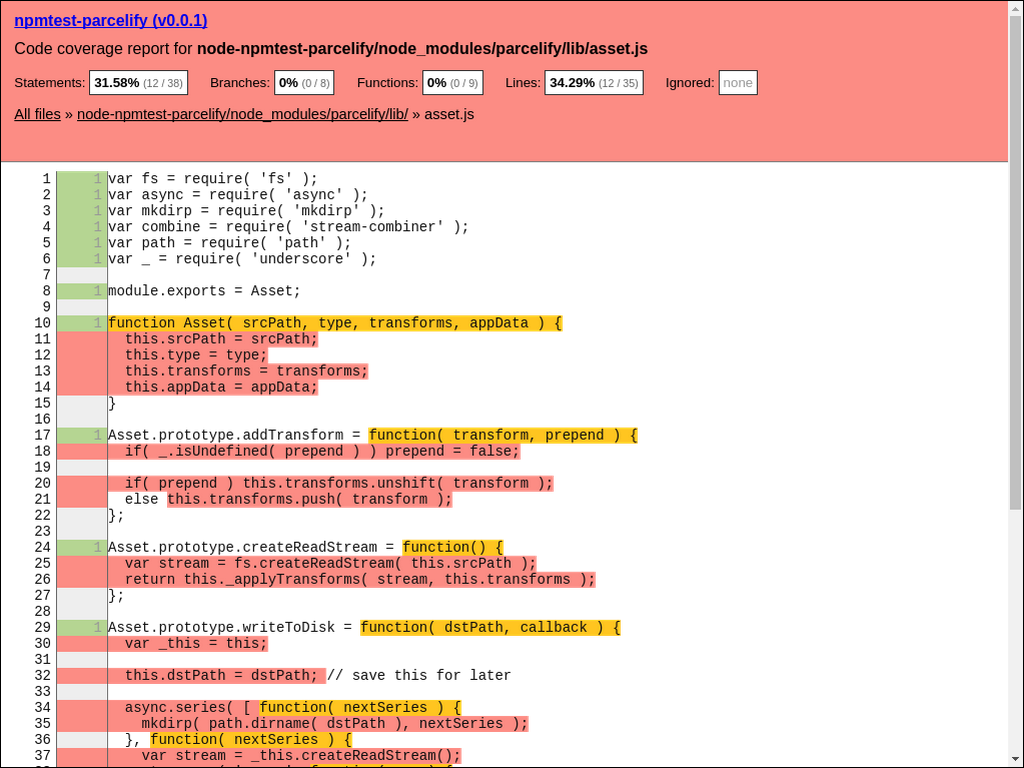 npmtest-parcelify (v0.0.1)
Code coverage report for node-npmtest-parcelify/node_modules/parcelify/lib/asset.js
Statements: 31.58% (12 / 38) Branches: 0% (0 / 8) Functions: 0% (0 / 9) Lines: 34.29% (12 / 35) Ignored: none
All files » node-npmtest-parcelify/node_modules/parcelify/lib/ » asset.js
1 1 var fs = require( 'fs' );
2 1 var async = require( 'async' );
3 1 var mkdirp = require( 'mkdirp' );
4 1 var combine = require( 'stream-combiner' );
5 1 var path = require( 'path' );
6 1 var _ = require( 'underscore' );
7
8 1 module.exports = Asset;
9
10 1 function Asset( srcPath, type, transforms, appData ) {
11 this.srcPath = srcPath;
12 this.type = type;
13 this.transforms = transforms;
14 this.appData = appData;
15 }
16
17 1 Asset.prototype.addTransform = function( transform, prepend ) {
18 if( _.isUndefined( prepend ) ) prepend = false;
19
20 if( prepend ) this.transforms.unshift( transform );
21 else this.transforms.push( transform );
22 };
23
24 1 Asset.prototype.createReadStream = function() {
25 var stream = fs.createReadStream( this.srcPath );
26 return this._applyTransforms( stream, this.transforms );
27 };
28
29 1 Asset.prototype.writeToDisk = function( dstPath, callback ) {
30 var _this = this;
31
32 this.dstPath = dstPath; // save this for later
33
34 async.series( [ function( nextSeries ) {
35 mkdirp( path.dirname( dstPath ), nextSeries );
36 }, function( nextSeries ) {
37 var stream = _this.createReadStream();